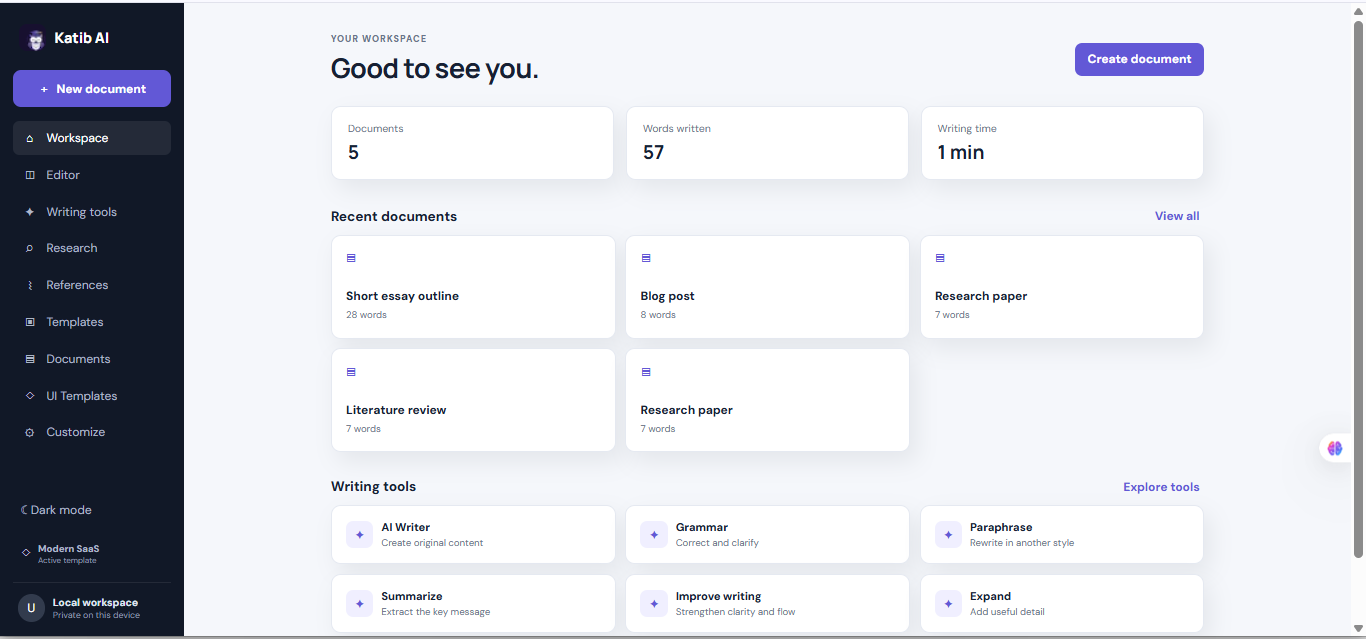 Katib AI
+ New document
Workspace
Editor
Writing tools
Research
References
Templates
Documents
UI Templates
Customize
Dark mode
Modern SaaS
Active template
U
Local workspace
Private on this device
YOUR WORKSPACE
Good to see you.
Create document
Documents
5
Words written
57
Writing time
1 min
Recent documents
View all
Short essay outline
28 words
Blog post
8 words
Research paper
7 words
Literature review
7 words
Research paper
7 words
Writing tools
Explore tools
AI Writer
Create original content
Grammar
Correct and clarify
Paraphrase
Rewrite in another style
Summarize
Extract the key message
Improve writing
Strengthen clarity and flow
Expand
Add useful detail